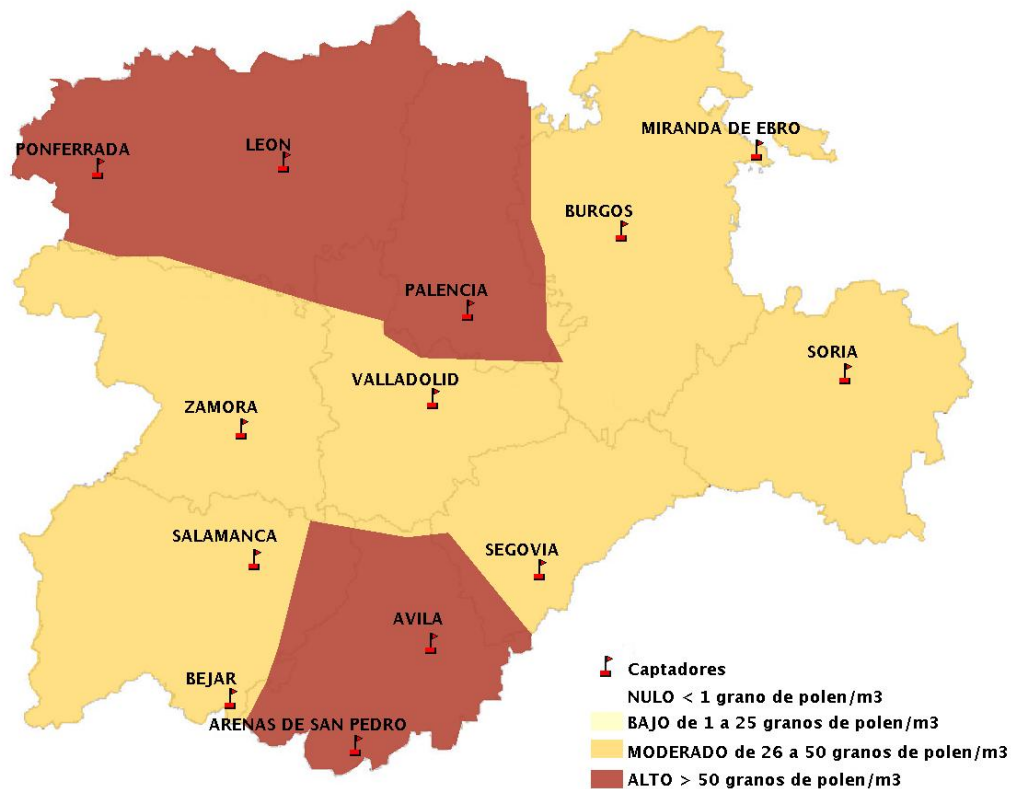 MIRANDA DE EBRO
PONFERRADA
LEON
BURGOS
PALENCIA
SORIA
VALLADOLID
ZAMORA
SALAMANCA
SEGOVIA
AVILA
BEJAR
ARENAS DE SAN PEDRO
Captadores
NULO < 1 grano de polen/m3
BAJO de 1 a 25 granos de polen/m3
MODERADO de 26 a 50 granos de polen/m3
ALTO > 50 granos de polen/m3